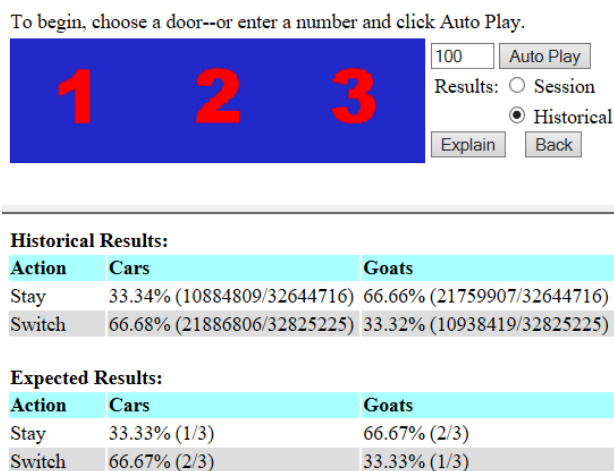 To begin, choose a door--or enter a number and click Auto Play.
1 2 3
100 Auto Play
Results: Session
Historical
Explain Back
Historical Results:
Action Cars Goats
Stay 33.34% (10884809/32644716) 66.66% (21759907/32644716)
Switch 66.68% (21886806/32825225) 33.32% (10938419/32825225)
Expected Results:
Action Cars Goats
Stay 33.33% (1/3) 66.67% (2/3)
Switch 66.67% (2/3) 33.33% (1/3)